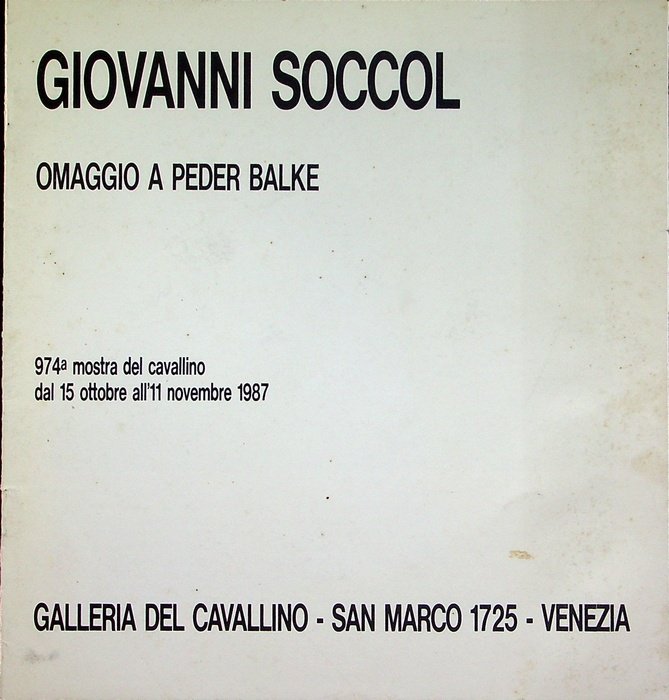 GIOVANNI SOCCOL
OMAGGIO A PEDER BALKE
974ª mostra del cavallino
dal 15 ottobre all'11 novembre 1987
GALLERIA DEL CAVALLINO - SAN MARCO 1725 - VENEZIA